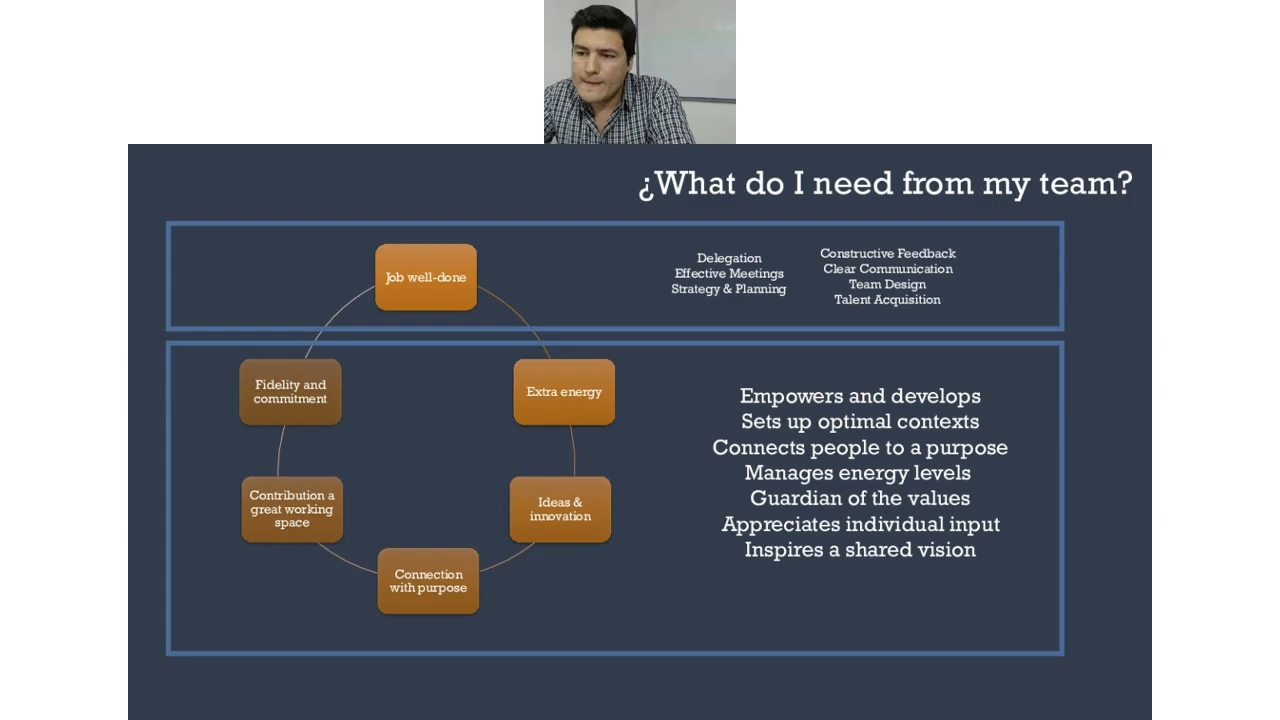 ¿What do I need from my team?
Job well-done
Delegation
Effective Meetings
Strategy & Planning
Constructive Feedback
Clear Communication
Team Design
Talent Acquisition
Fidelity and
commitment
Extra energy
Contribution a
great working
space
Ideas &
innovation
Connection
with purpose
Empowers and develops
Sets up optimal contexts
Connects people to a purpose
Manages energy levels
Guardian of the values
Appreciates individual input
Inspires a shared vision